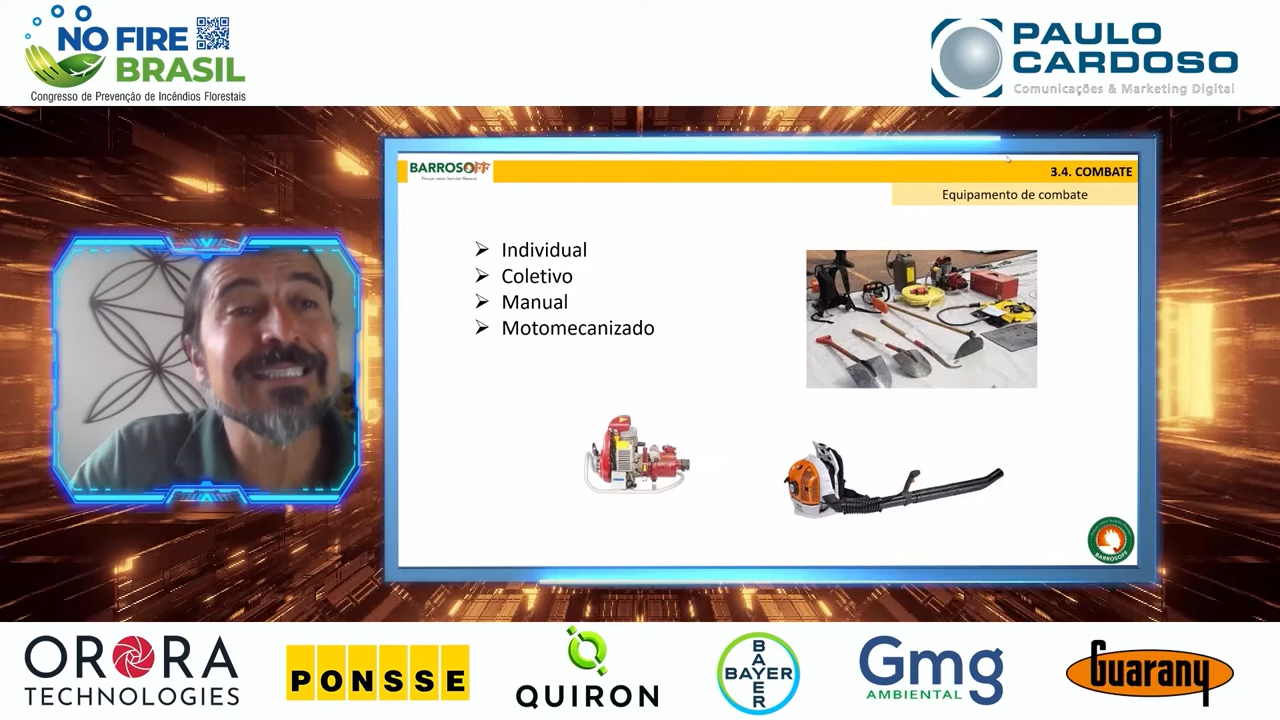 NO FIRE
BRASIL
Congresso de Prevenção de Incêndios Florestais
PAULO
CARDOSO
Comunicações & Marketing Digital
BARROSOFF
3.4. COMBATE
Equipamento de combate
Individual
Coletivo
Manual
Motomecanizado
BARROSOFF
ORORA
TECHNOLOGIES
PONSSE
QUIRON
BAYER
BAYER
Gmg
AMBIENTAL
Guarany